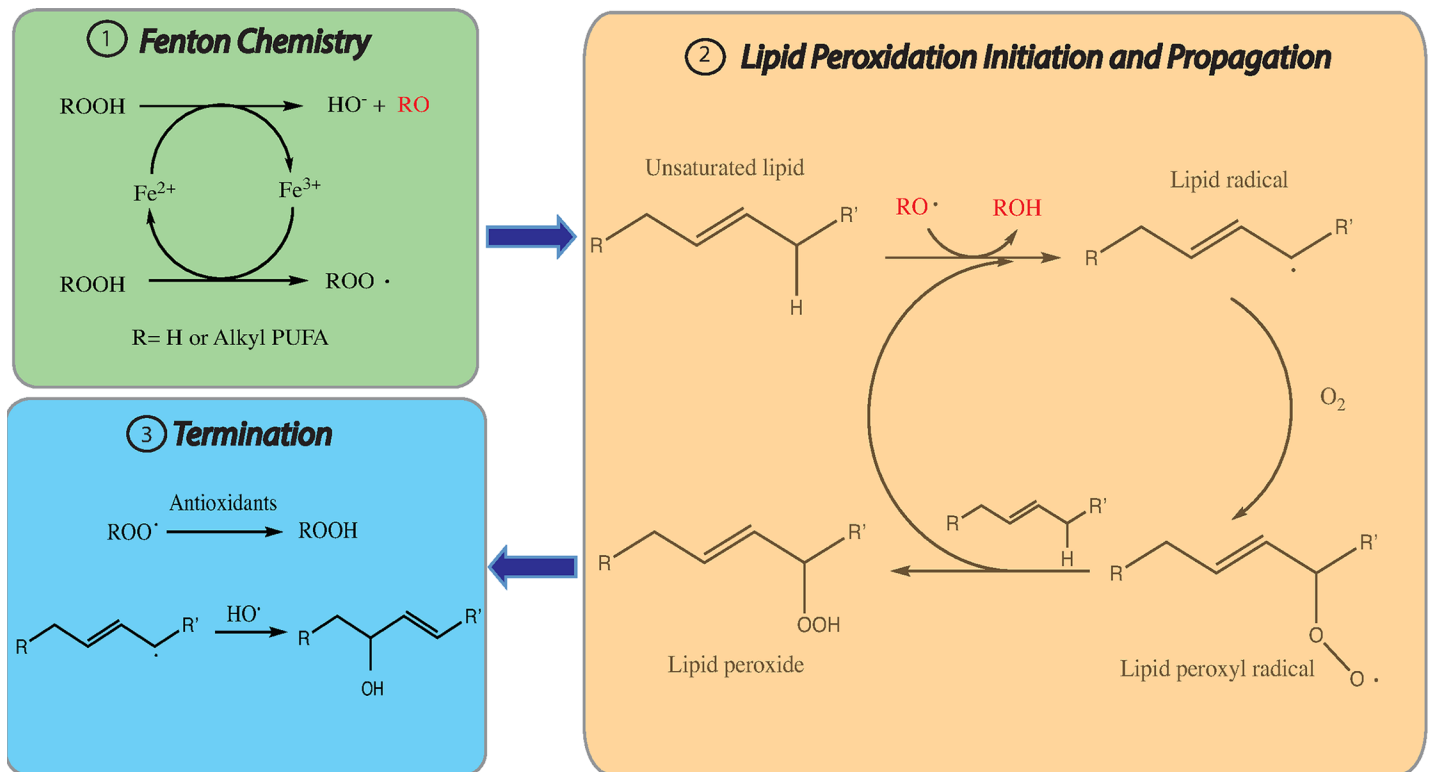 1 Fenton Chemistry
ROOH HO⁻ + RO
Fe²⁺ Fe³⁺
ROOH ROO ·
R= H or Alkyl PUFA
2 Lipid Peroxidation Initiation and Propagation
Unsaturated lipid
R R'
H
RO· ROH
Lipid radical
R R'
·
O₂
R R'
H
R R'
O
O ·
Lipid peroxyl radical
R R'
OOH
Lipid peroxide
3 Termination
Antioxidants
ROO· ROOH
R R'
·
HO·
R R'
OH